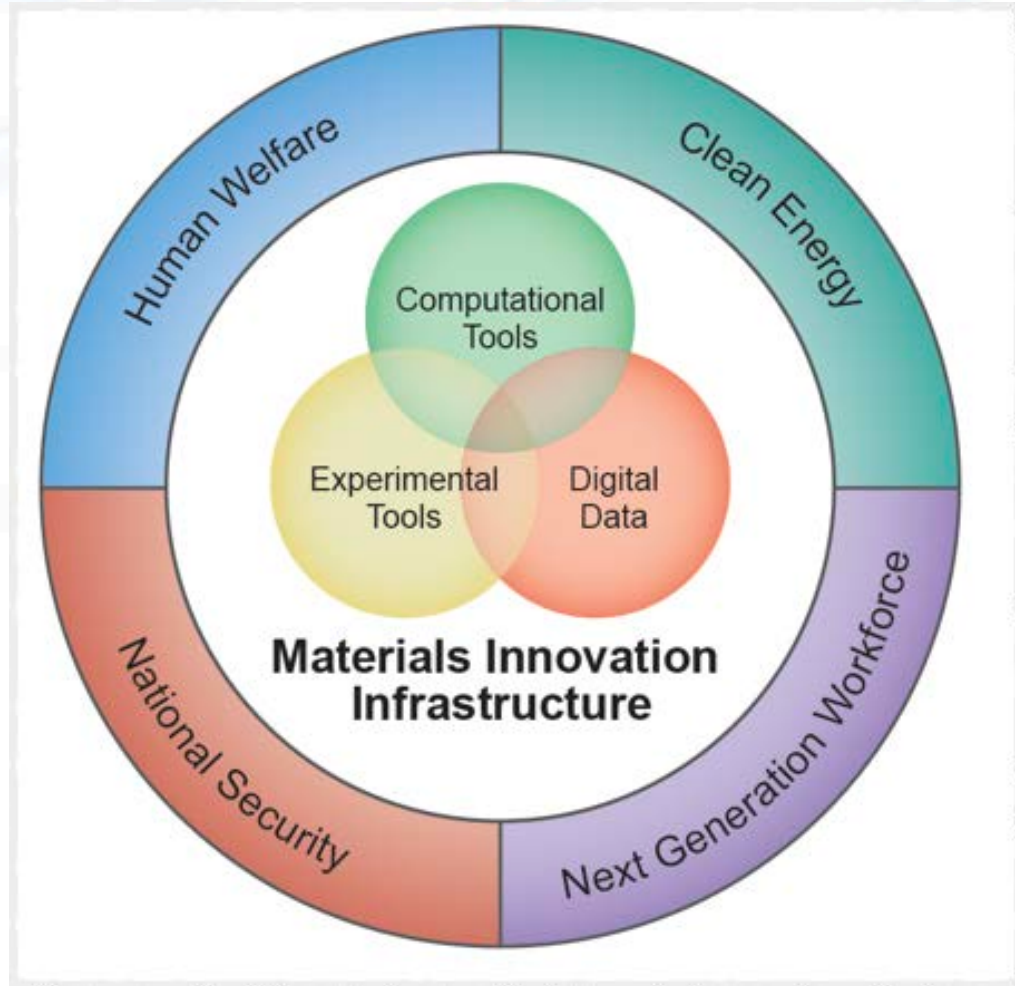 Human Welfare
Clean Energy
Computational
Tools
Experimental
Tools
Digital
Data
Materials Innovation
Infrastructure
National Security
Next Generation Workforce